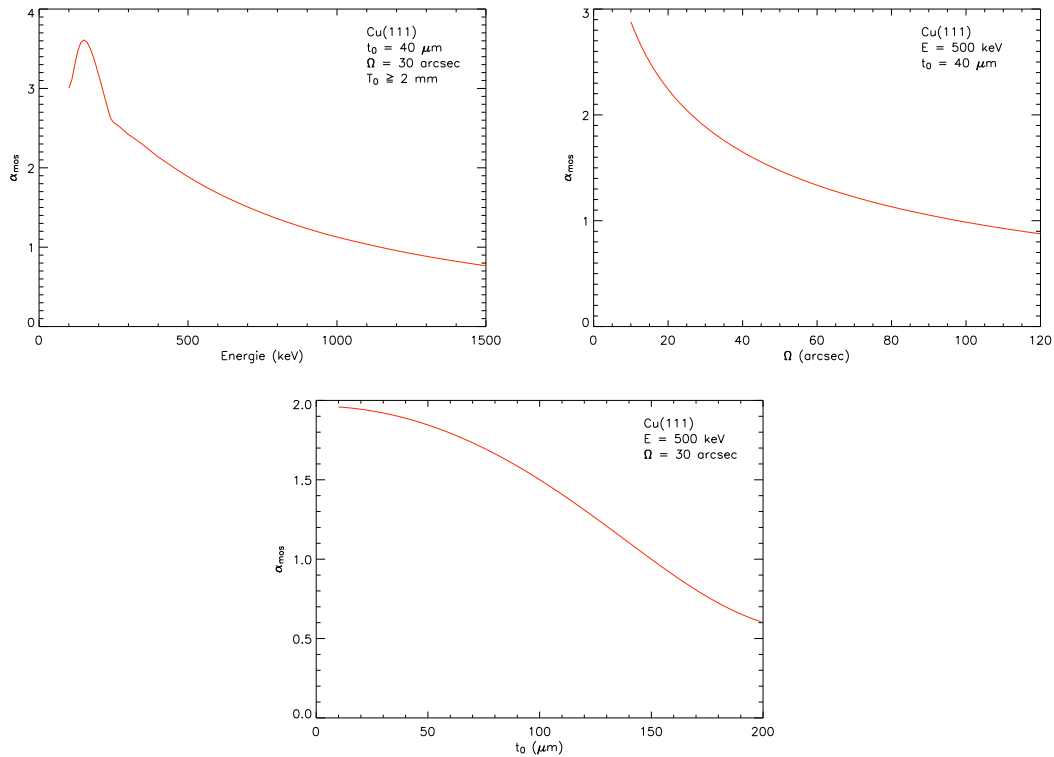 4
3
2
1
0
α_mos
Cu(111)
t₀ = 40 μm
Ω = 30 arcsec
T₀ ≧ 2 mm
0 500 1000 1500
Energie (keV)
3
2
1
0
α_mos
Cu(111)
E = 500 keV
t₀ = 40 μm
0 20 40 60 80 100 120
Ω (arcsec)
2.0
1.5
1.0
0.5
0.0
α_mos
Cu(111)
E = 500 keV
Ω = 30 arcsec
0 50 100 150 200
t₀ (μm)